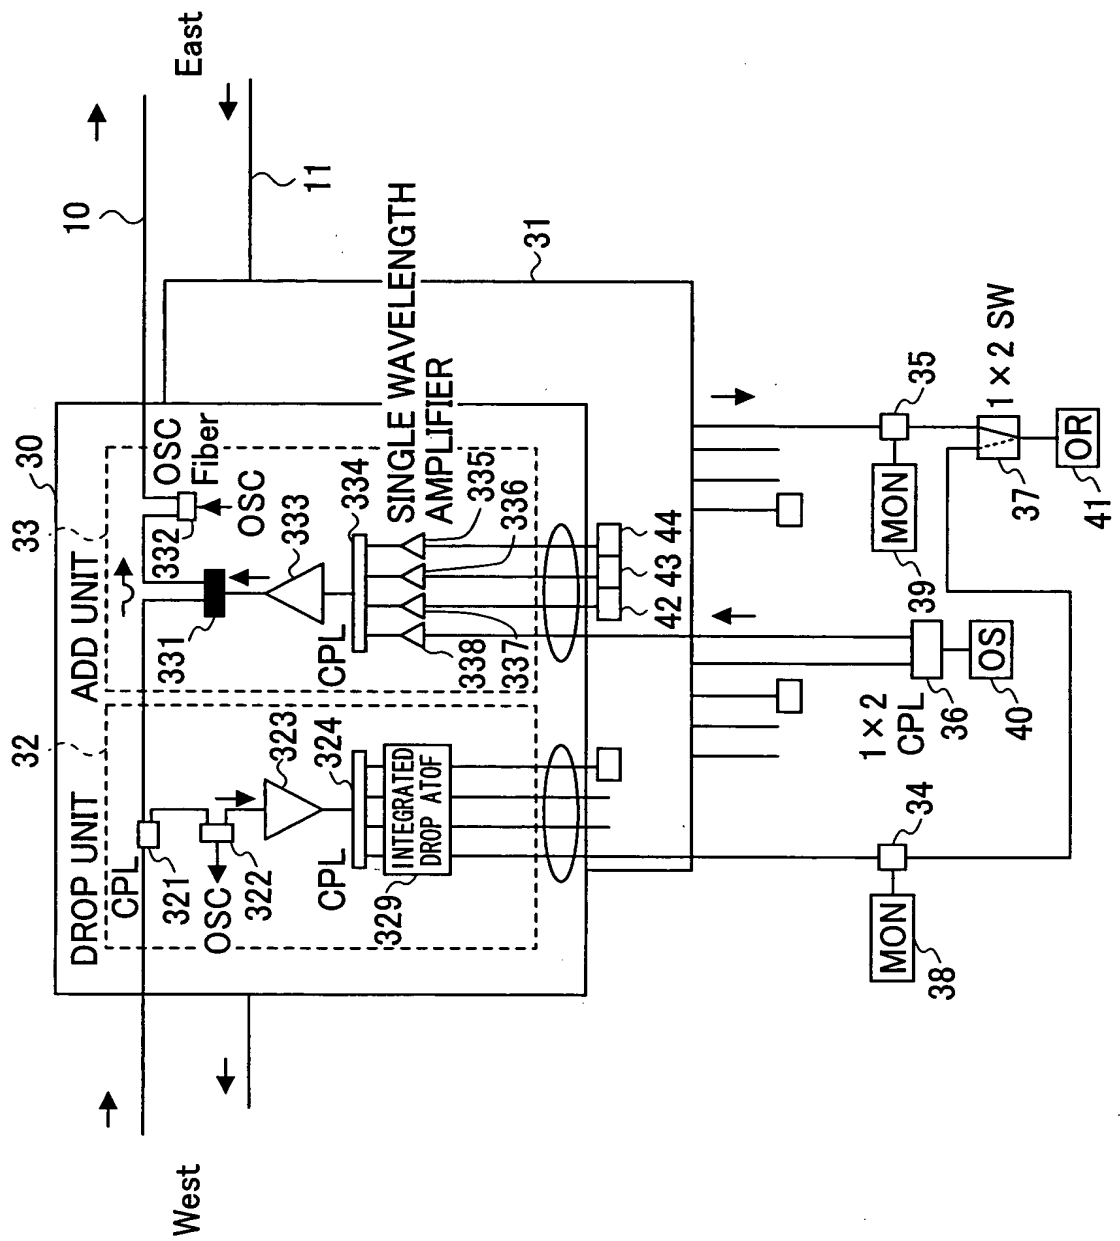 West
East
10
11
30
31
DROP UNIT
32
ADD UNIT
33
CPL
321
OSC
322
323
324
CPL
INTEGRATED
DROP ATOF
329
331
332
OSC
Fiber
OSC
333
334
CPL
SINGLE WAVELENGTH
AMPLIFIER
335
336
337
338
42
43
44
MON
38
34
1×2
CPL
36
OS
40
MON
39
35
1×2 SW
37
OR
41